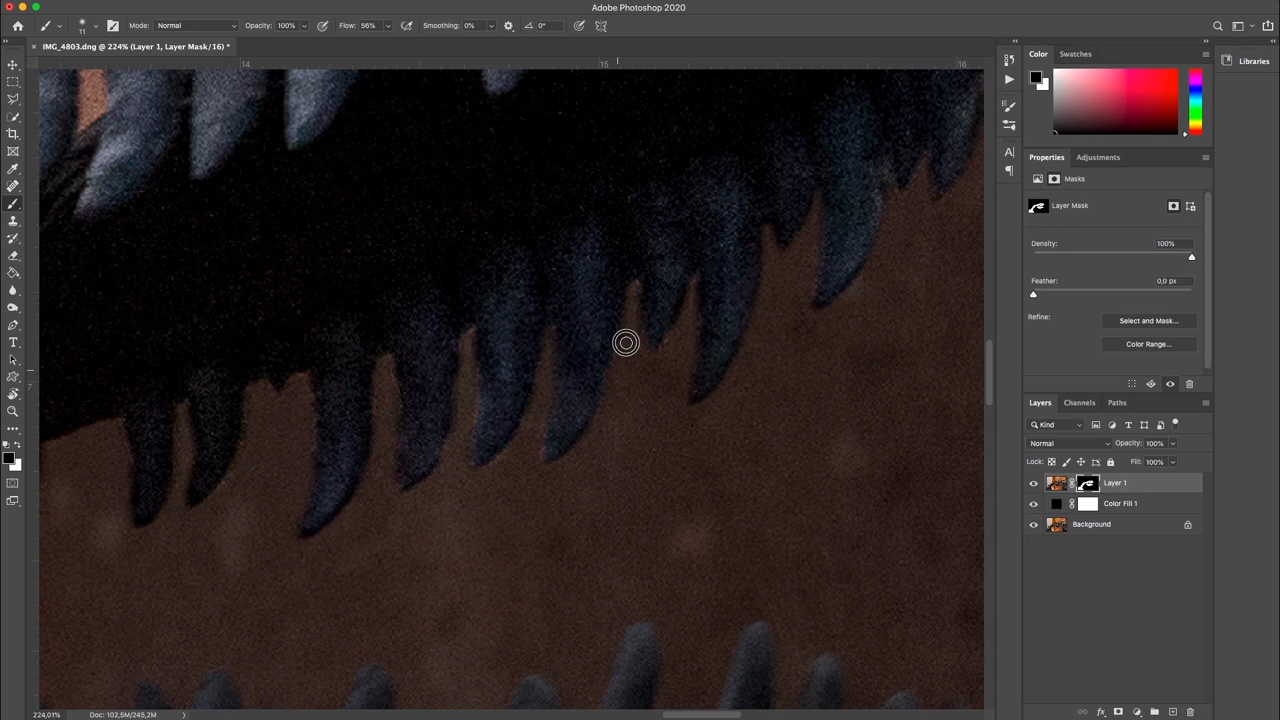 Adobe Photoshop 2020
11 Mode: Normal Opacity: 100% Flow: 56% Smoothing: 0% 0°
IMG_4803.dng @ 224% (Layer 1, Layer Mask/16) *
14 15 16
7
Color Swatches
Libraries
Properties Adjustments
Masks
Layer Mask
Density: 100%
Feather: 0,0 px
Refine: Select and Mask...
Color Range...
Layers Channels Paths
Kind
Normal Opacity: 100%
Lock: Fill: 100%
Layer 1
Color Fill 1
Background
224,01% Doc: 102,5M/245,2M